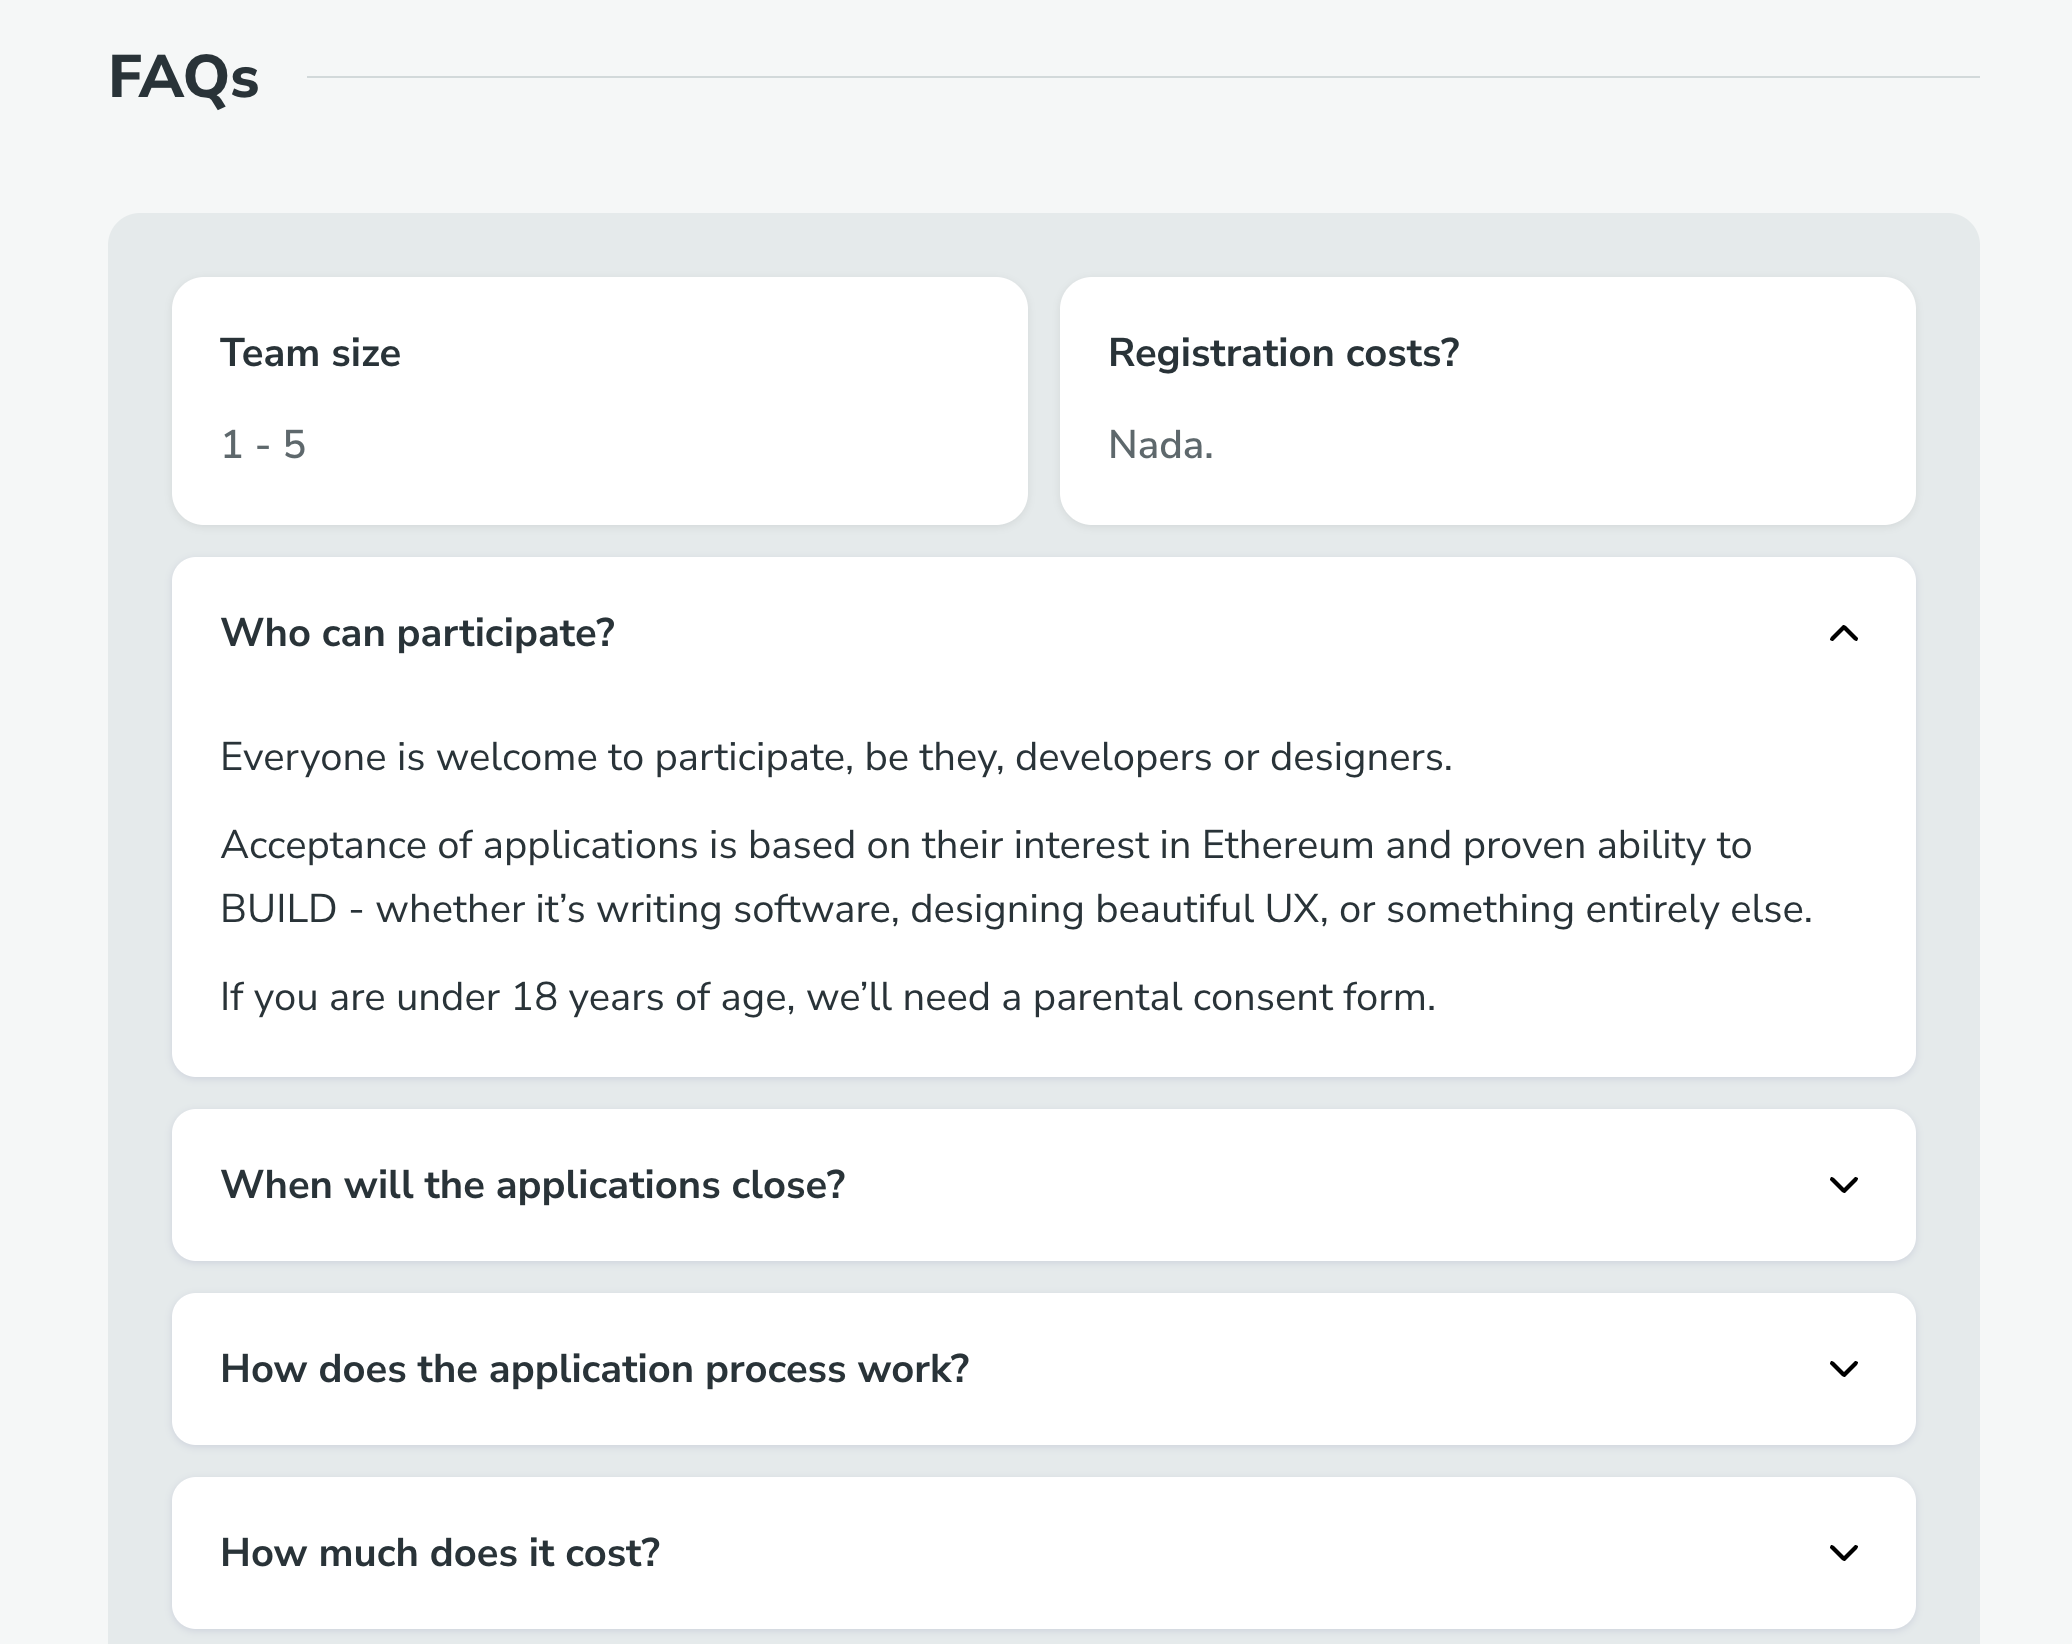 FAQs
Team size
1 - 5
Registration costs?
Nada.
Who can participate?
Everyone is welcome to participate, be they, developers or designers.
Acceptance of applications is based on their interest in Ethereum and proven ability to
BUILD - whether it’s writing software, designing beautiful UX, or something entirely else.
If you are under 18 years of age, we’ll need a parental consent form.
When will the applications close?
How does the application process work?
How much does it cost?